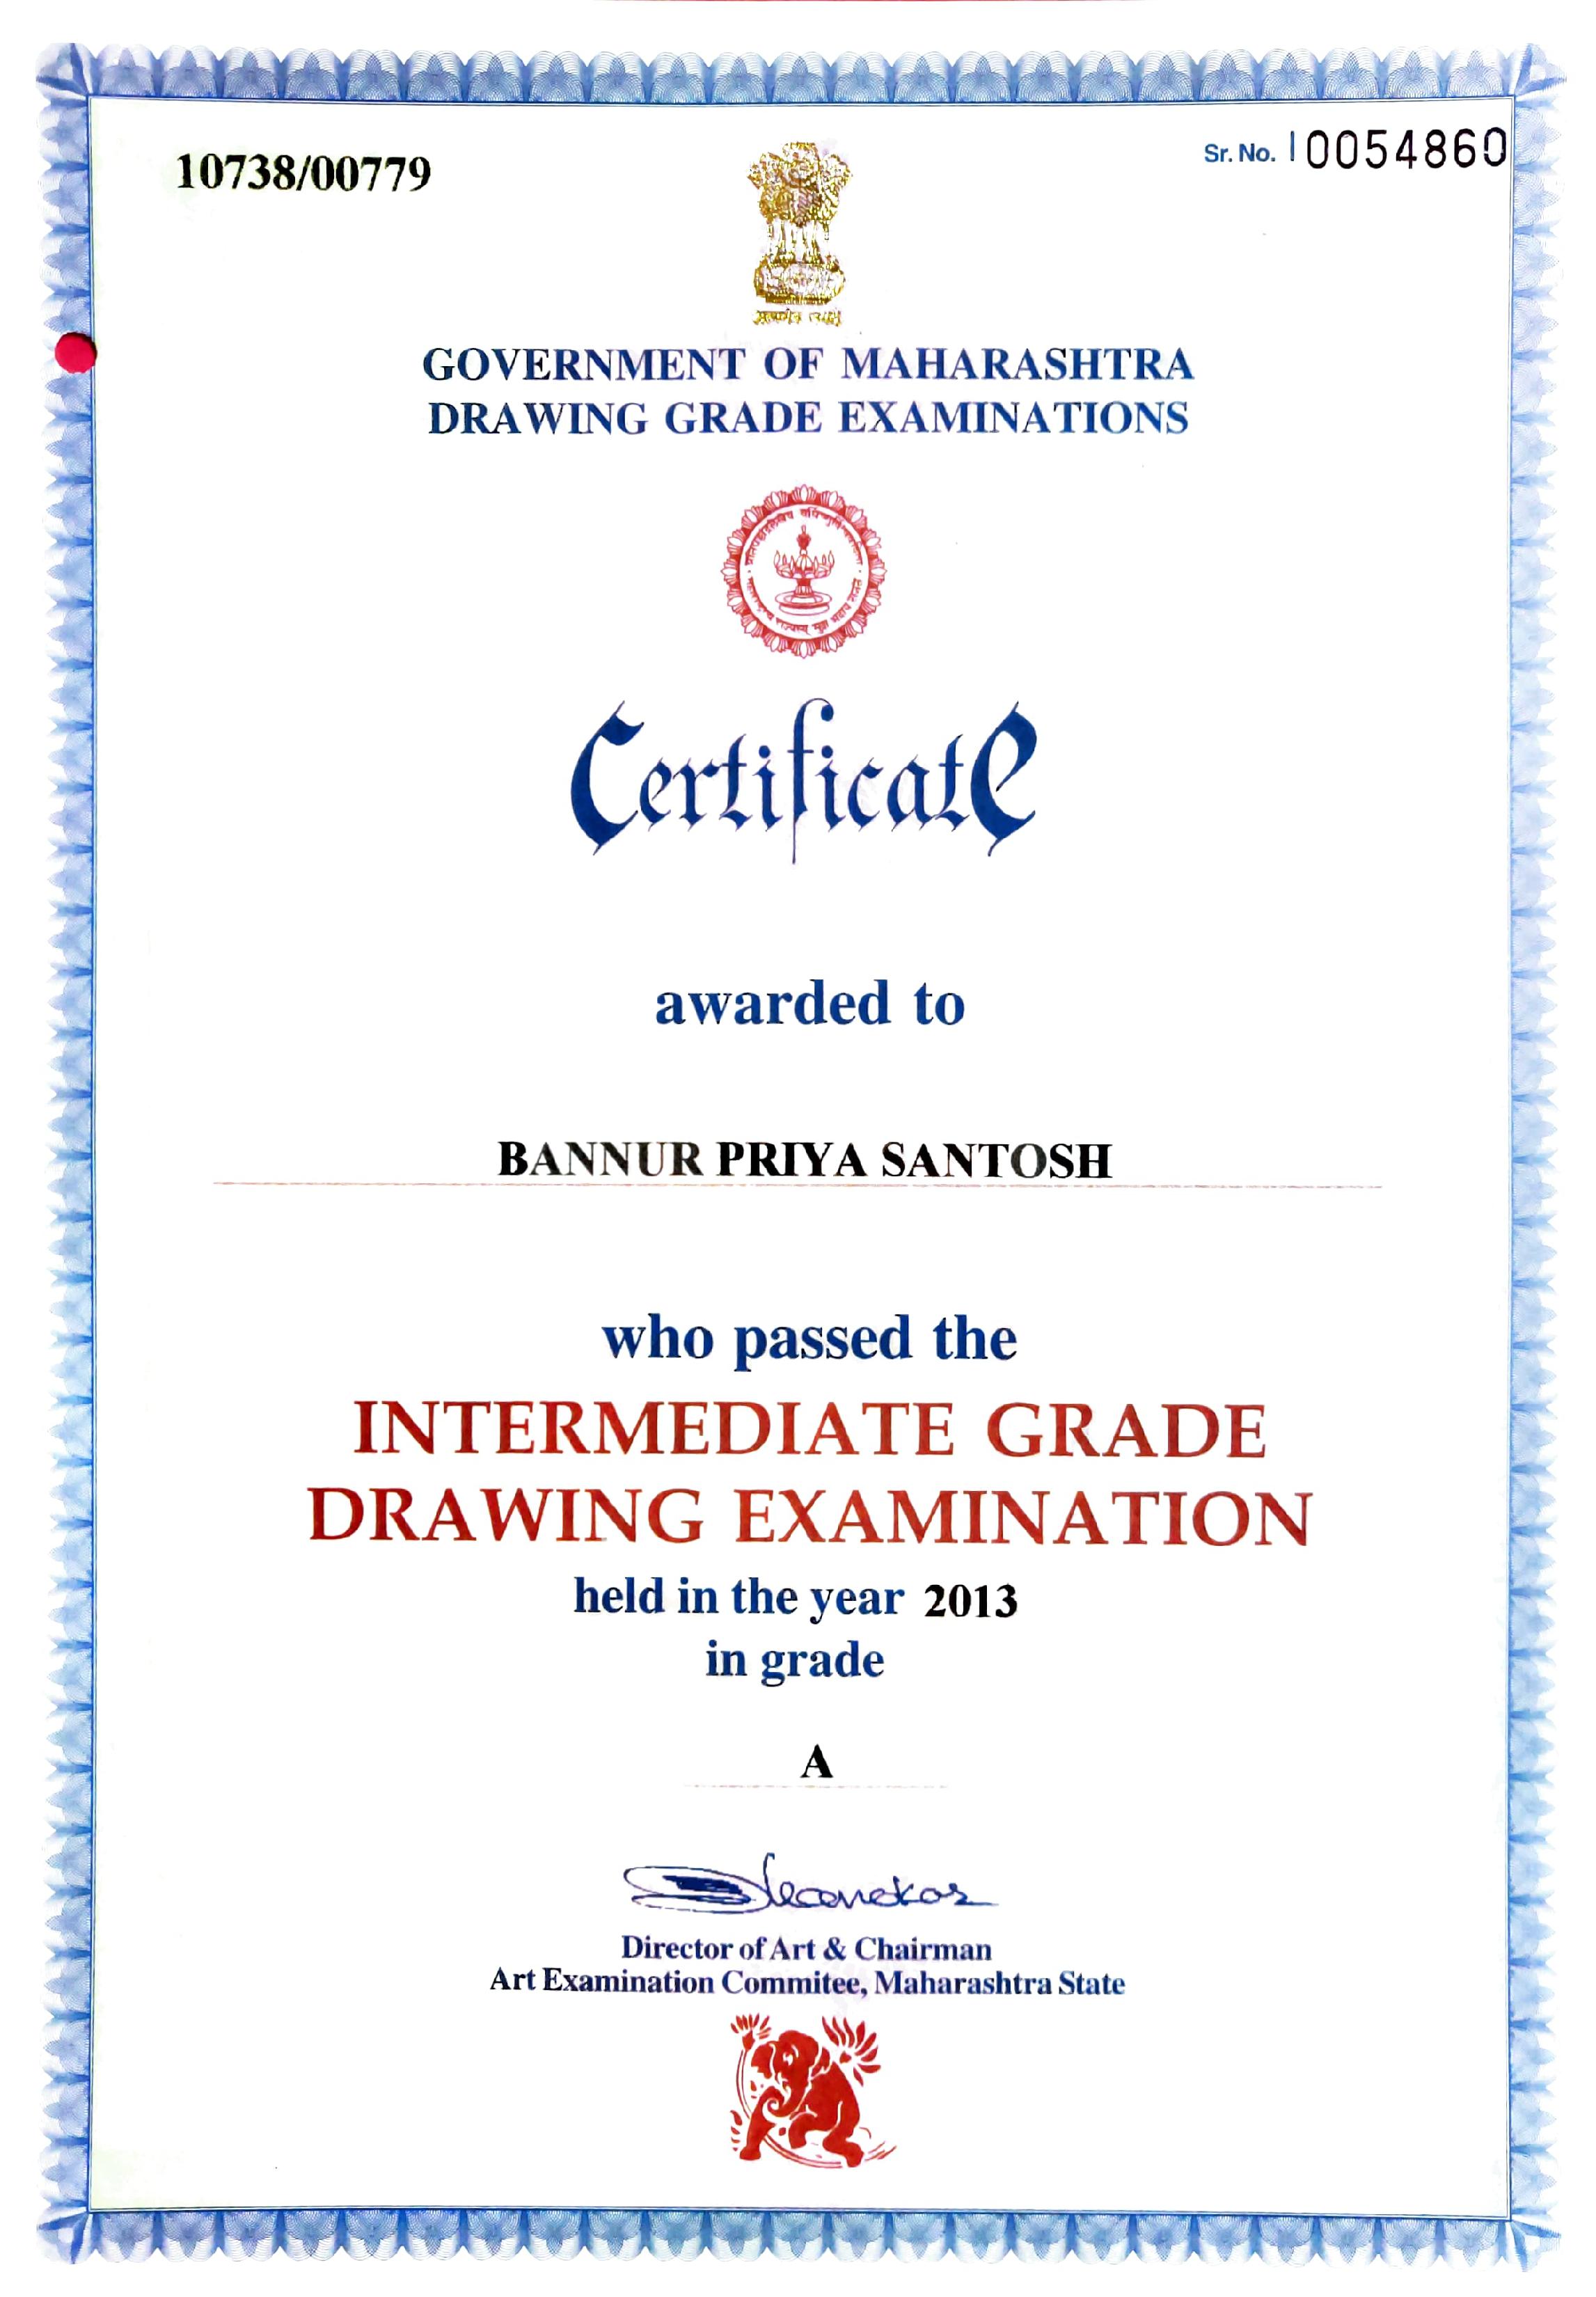 10738/00779
Sr. No. 10054860
सत्यमेव जयते
GOVERNMENT OF MAHARASHTRA
DRAWING GRADE EXAMINATIONS
Certificate
awarded to
BANNUR PRIYA SANTOSH
who passed the
INTERMEDIATE GRADE
DRAWING EXAMINATION
held in the year 2013
in grade
A
Director of Art & Chairman
Art Examination Commitee, Maharashtra State